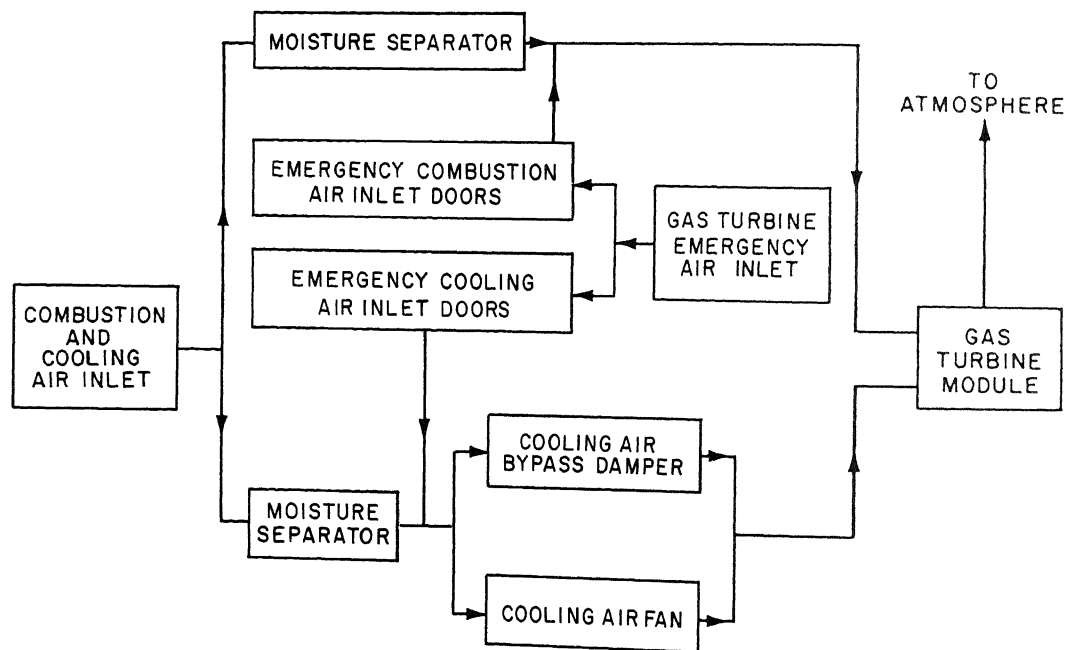 MOISTURE SEPARATOR
TO
ATMOSPHERE
EMERGENCY COMBUSTION
AIR INLET DOORS
GAS TURBINE
EMERGENCY
AIR INLET
EMERGENCY COOLING
AIR INLET DOORS
COMBUSTION
AND
COOLING
AIR INLET
GAS
TURBINE
MODULE
COOLING AIR
BYPASS DAMPER
MOISTURE
SEPARATOR
COOLING AIR FAN